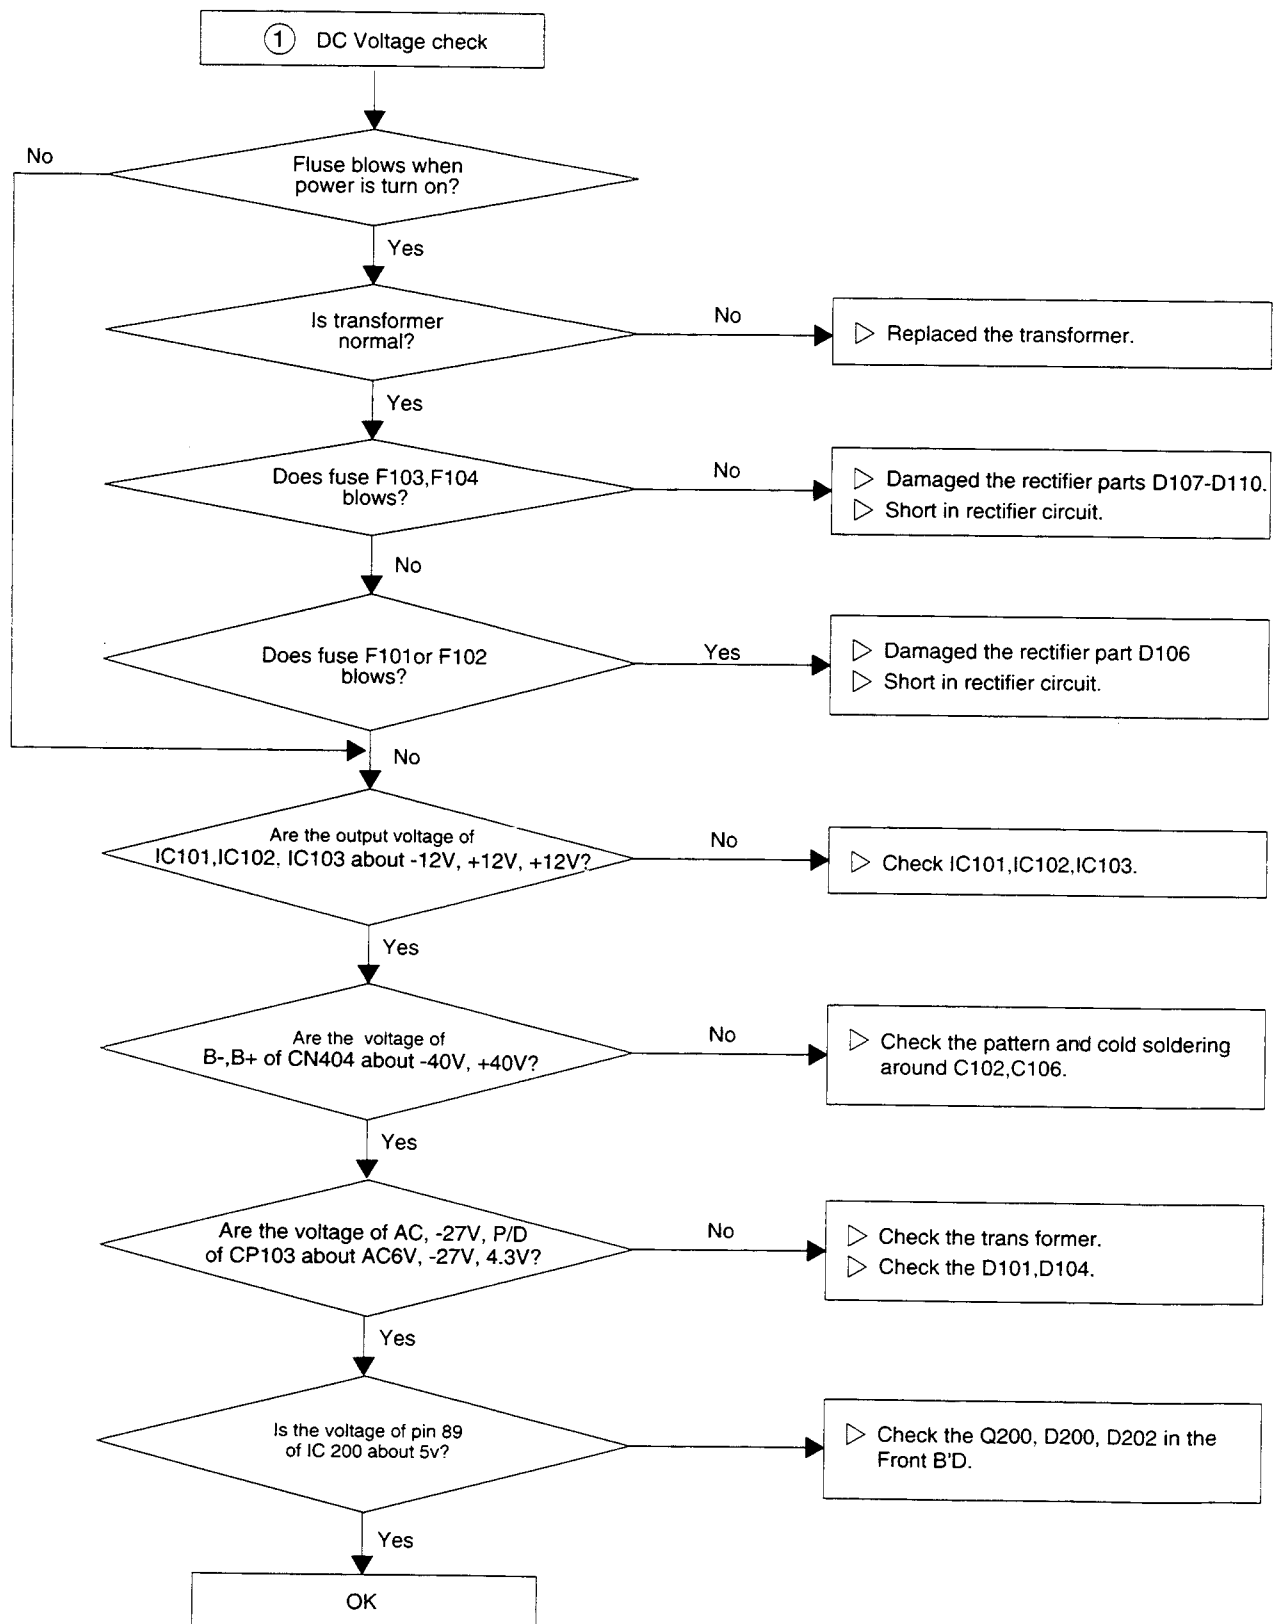 ① DC Voltage check
No
Fluse blows when
power is turn on?
Yes
Is transformer
normal?
No
▷ Replaced the transformer.
Yes
Does fuse F103,F104
blows?
No
▷ Damaged the rectifier parts D107-D110.
▷ Short in rectifier circuit.
No
Does fuse F101or F102
blows?
Yes
▷ Damaged the rectifier part D106
▷ Short in rectifier circuit.
No
Are the output voltage of
IC101,IC102, IC103 about -12V, +12V, +12V?
No
▷ Check IC101,IC102,IC103.
Yes
Are the voltage of
B-,B+ of CN404 about -40V, +40V?
No
▷ Check the pattern and cold soldering
around C102,C106.
Yes
Are the voltage of AC, -27V, P/D
of CP103 about AC6V, -27V, 4.3V?
No
▷ Check the trans former.
▷ Check the D101,D104.
Yes
Is the voltage of pin 89
of IC 200 about 5v?
▷ Check the Q200, D200, D202 in the
Front B'D.
Yes
OK